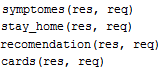 symptomes(res, req)
stay_home(res, req)
recomendation(res, req)
cards(res, req)